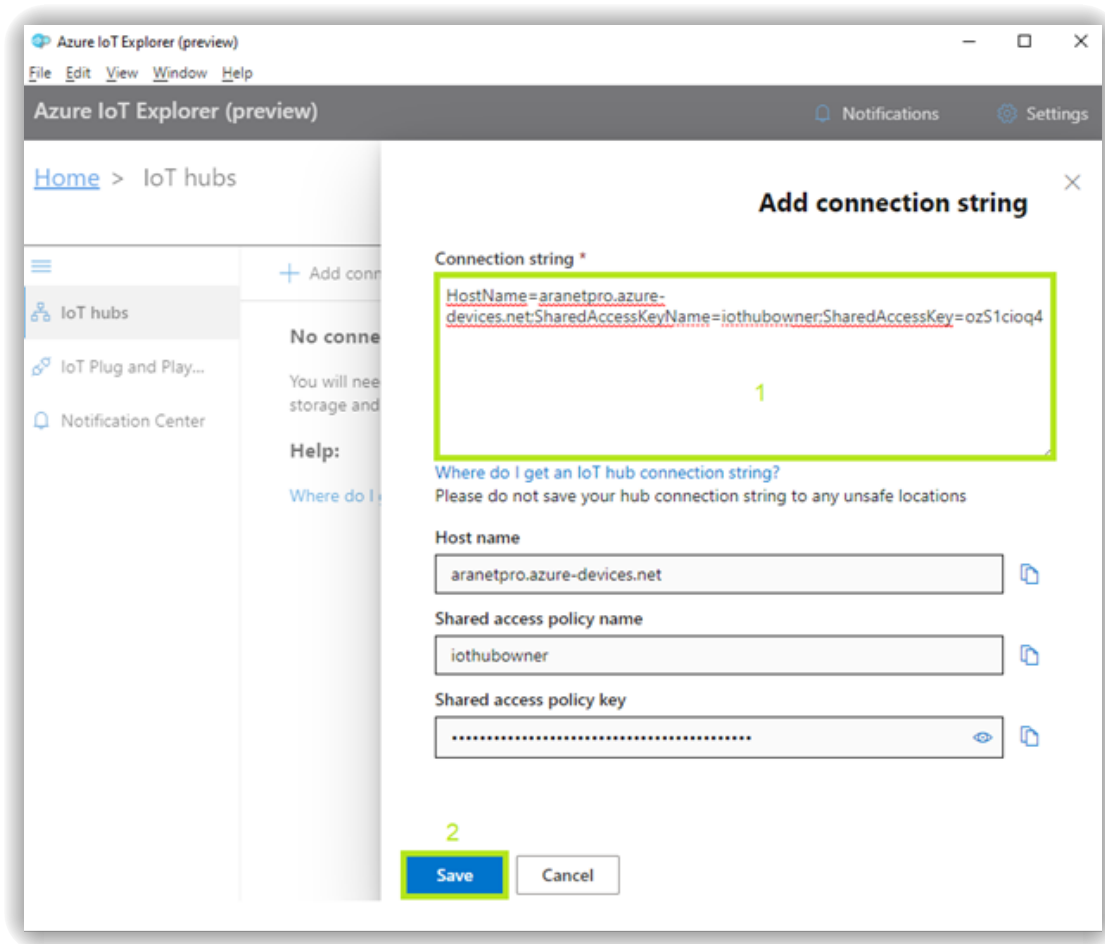 Azure IoT Explorer (preview)
File Edit View Window Help
Azure IoT Explorer (preview)
Notifications
Settings
Home > IoT hubs
Add connection string
Connection string *
HostName=aranetpro.azure-
devices.net;SharedAccessKeyName=iothubowner;SharedAccessKey=ozS1cioq4
1
Where do I get an IoT hub connection string?
Please do not save your hub connection string to any unsafe locations
Host name
aranetpro.azure-devices.net
Shared access policy name
iothubowner
Shared access policy key
••••••••••••••••••••••••••••••••••••••••••••
2
Save
Cancel
IoT hubs
IoT Plug and Play...
Notification Center
+ Add conn
No conne
You will nee
storage and
Help:
Where do I